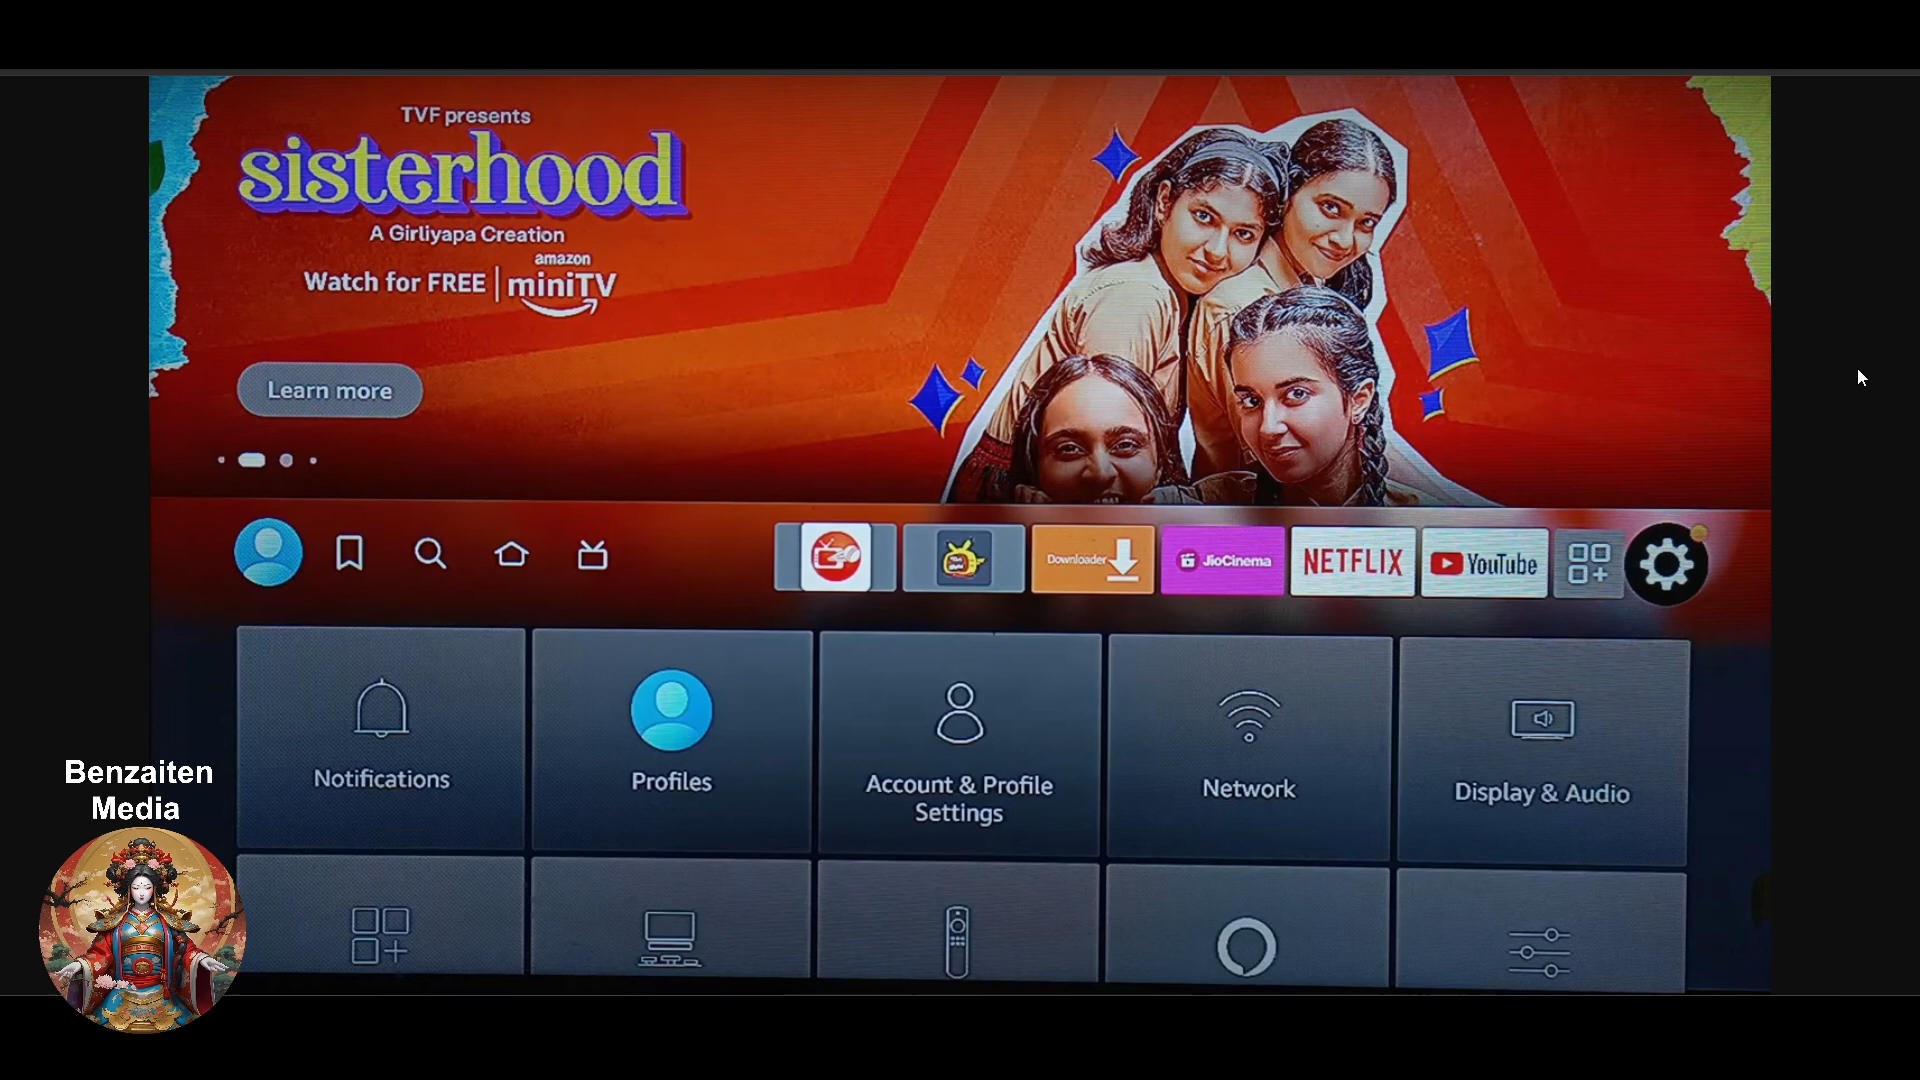 TVF presents
sisterhood
A Girliyapa Creation
Watch for FREE
amazon
miniTV
Learn more
Downloader
JioCinema
NETFLIX
YouTube
Notifications
Profiles
Account & Profile
Settings
Network
Display & Audio
Benzaiten
Media